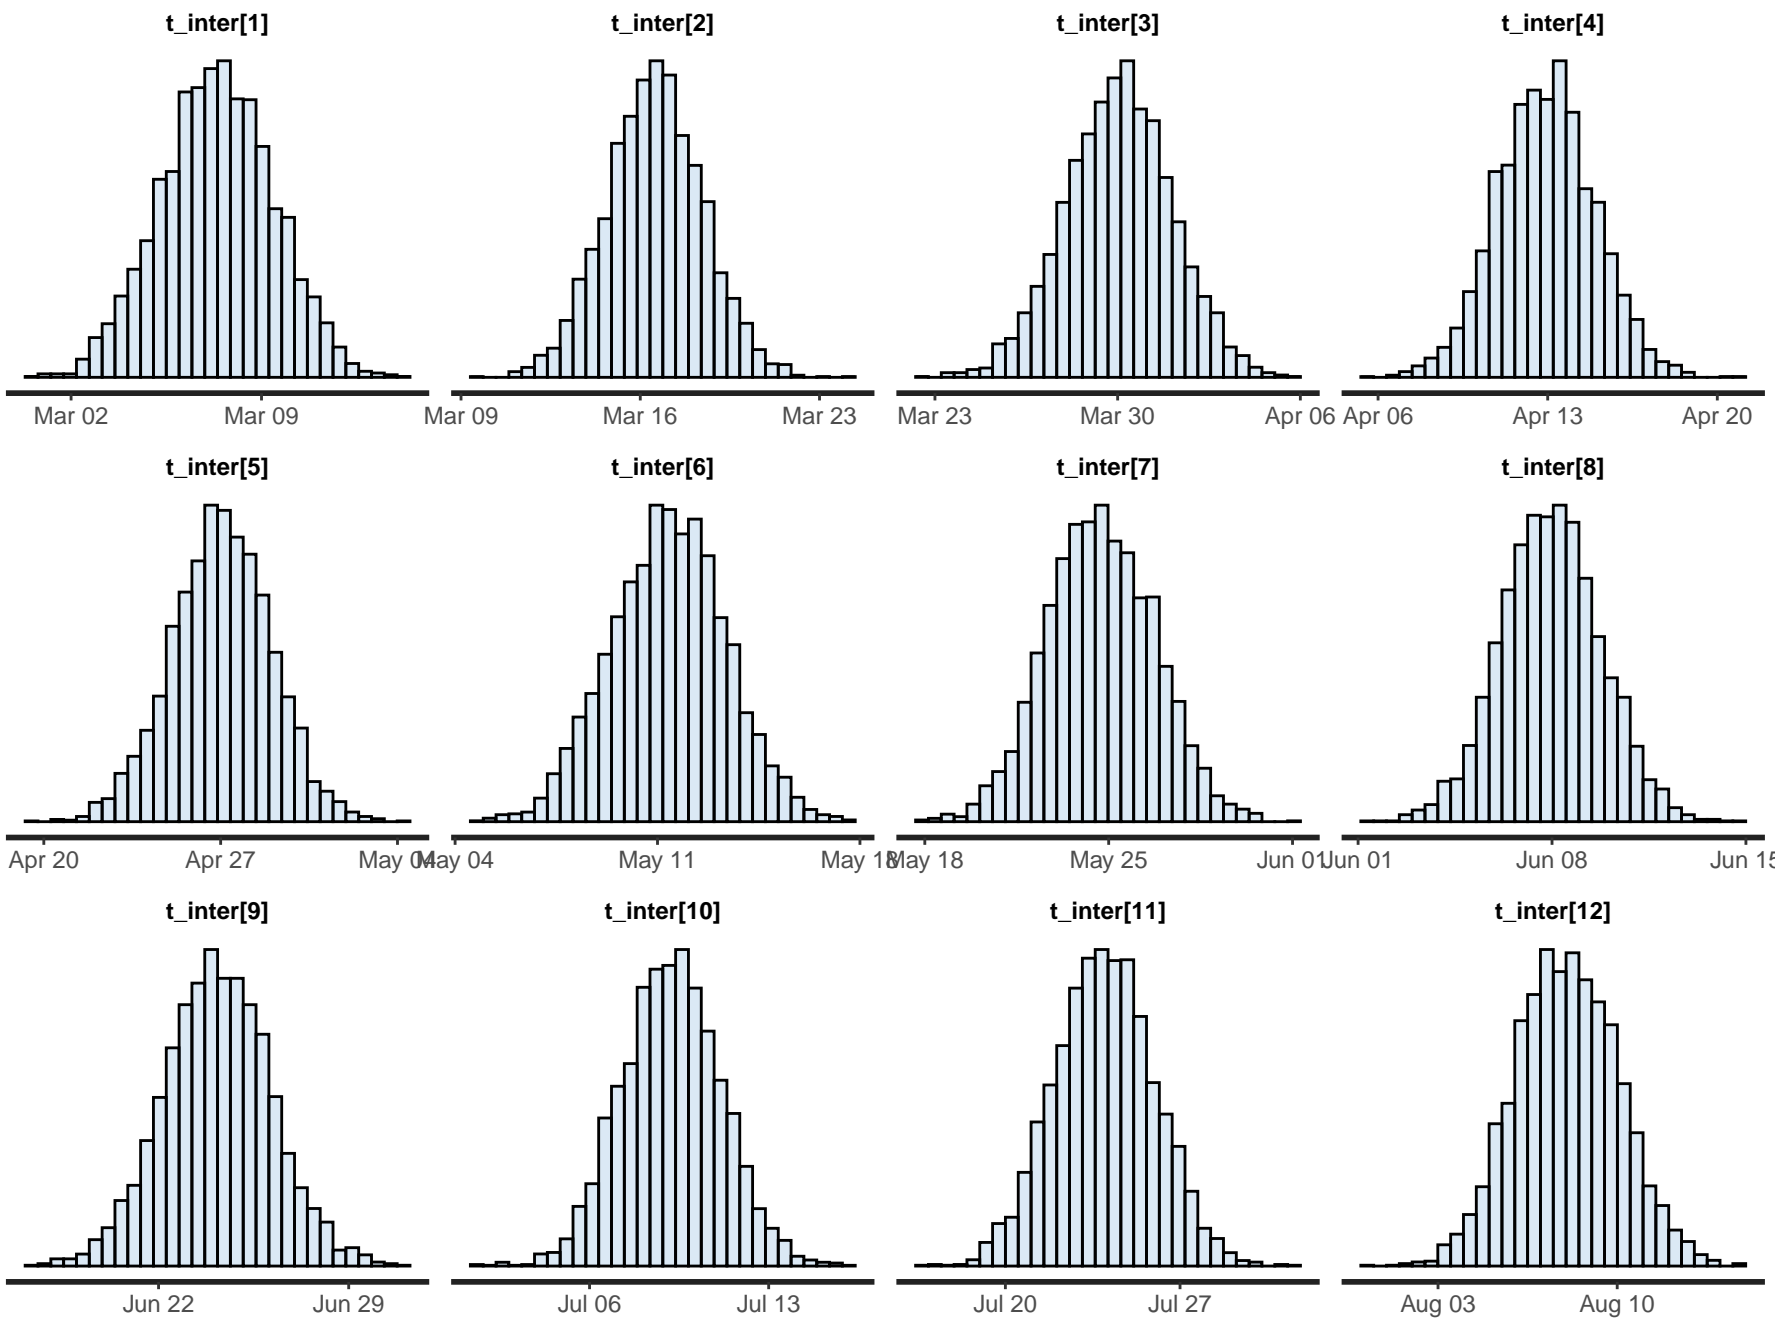 t_inter[1] t_inter[2] t_inter[3] t_inter[4]
Mar 02 Mar 09 Mar 09 Mar 16 Mar 23 Mar 23 Mar 30 Apr 06 Apr 06 Apr 13 Apr 20
t_inter[5] t_inter[6] t_inter[7] t_inter[8]
Apr 20 Apr 27 May 04 May 04 May 11 May 18 May 18 May 25 Jun 01 Jun 01 Jun 08 Jun 15
t_inter[9] t_inter[10] t_inter[11] t_inter[12]
Jun 22 Jun 29 Jul 06 Jul 13 Jul 20 Jul 27 Aug 03 Aug 10